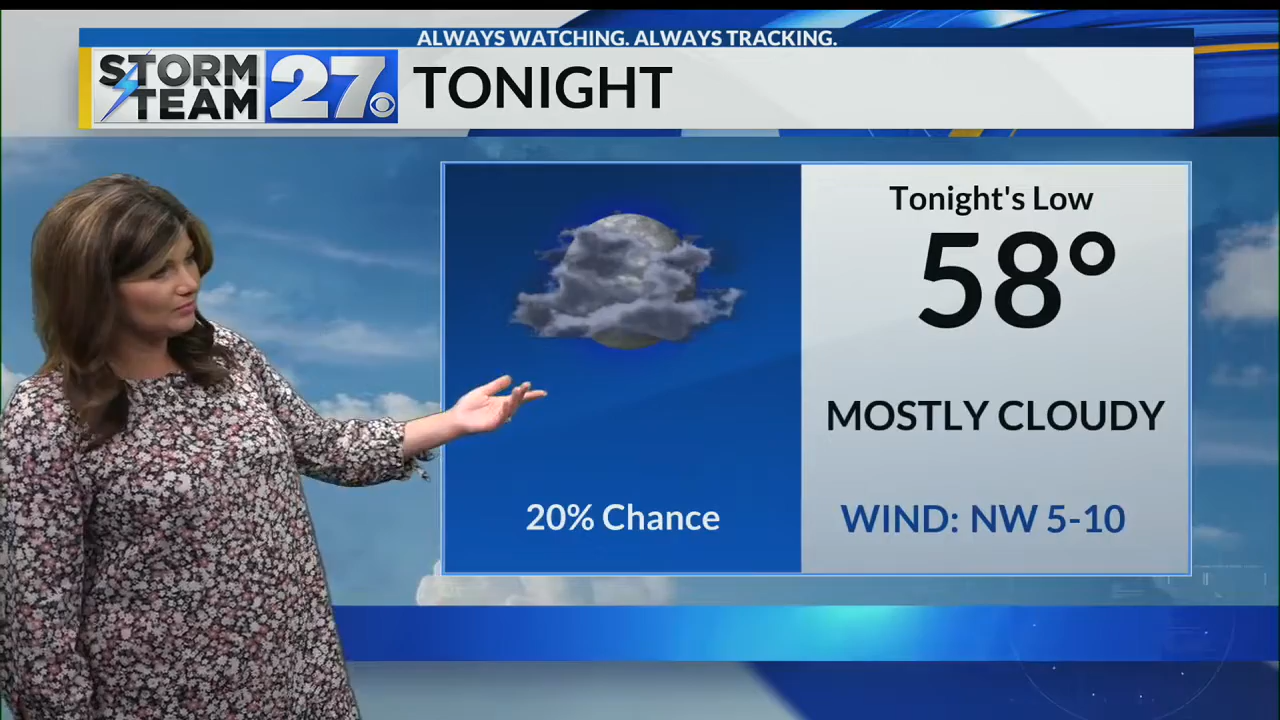 ALWAYS WATCHING. ALWAYS TRACKING.
STORM
TEAM
27
TONIGHT
Tonight's Low
58°
MOSTLY CLOUDY
20% Chance
WIND: NW 5-10